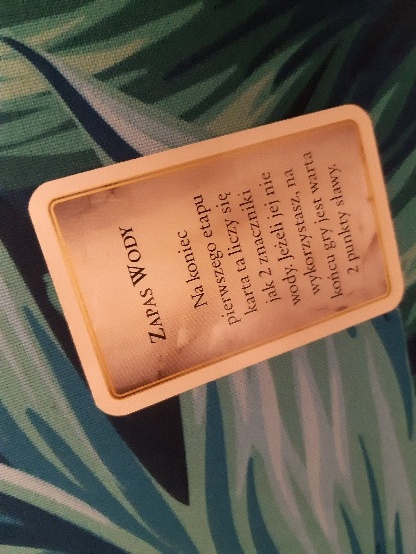 ZAPAS WODY
Na koniec
pierwszego etapu
karta ta liczy się
jak 2 znaczniki
wody. Jeżeli jej nie
wykorzystasz, na
końcu gry jest warta
2 punkty sławy.